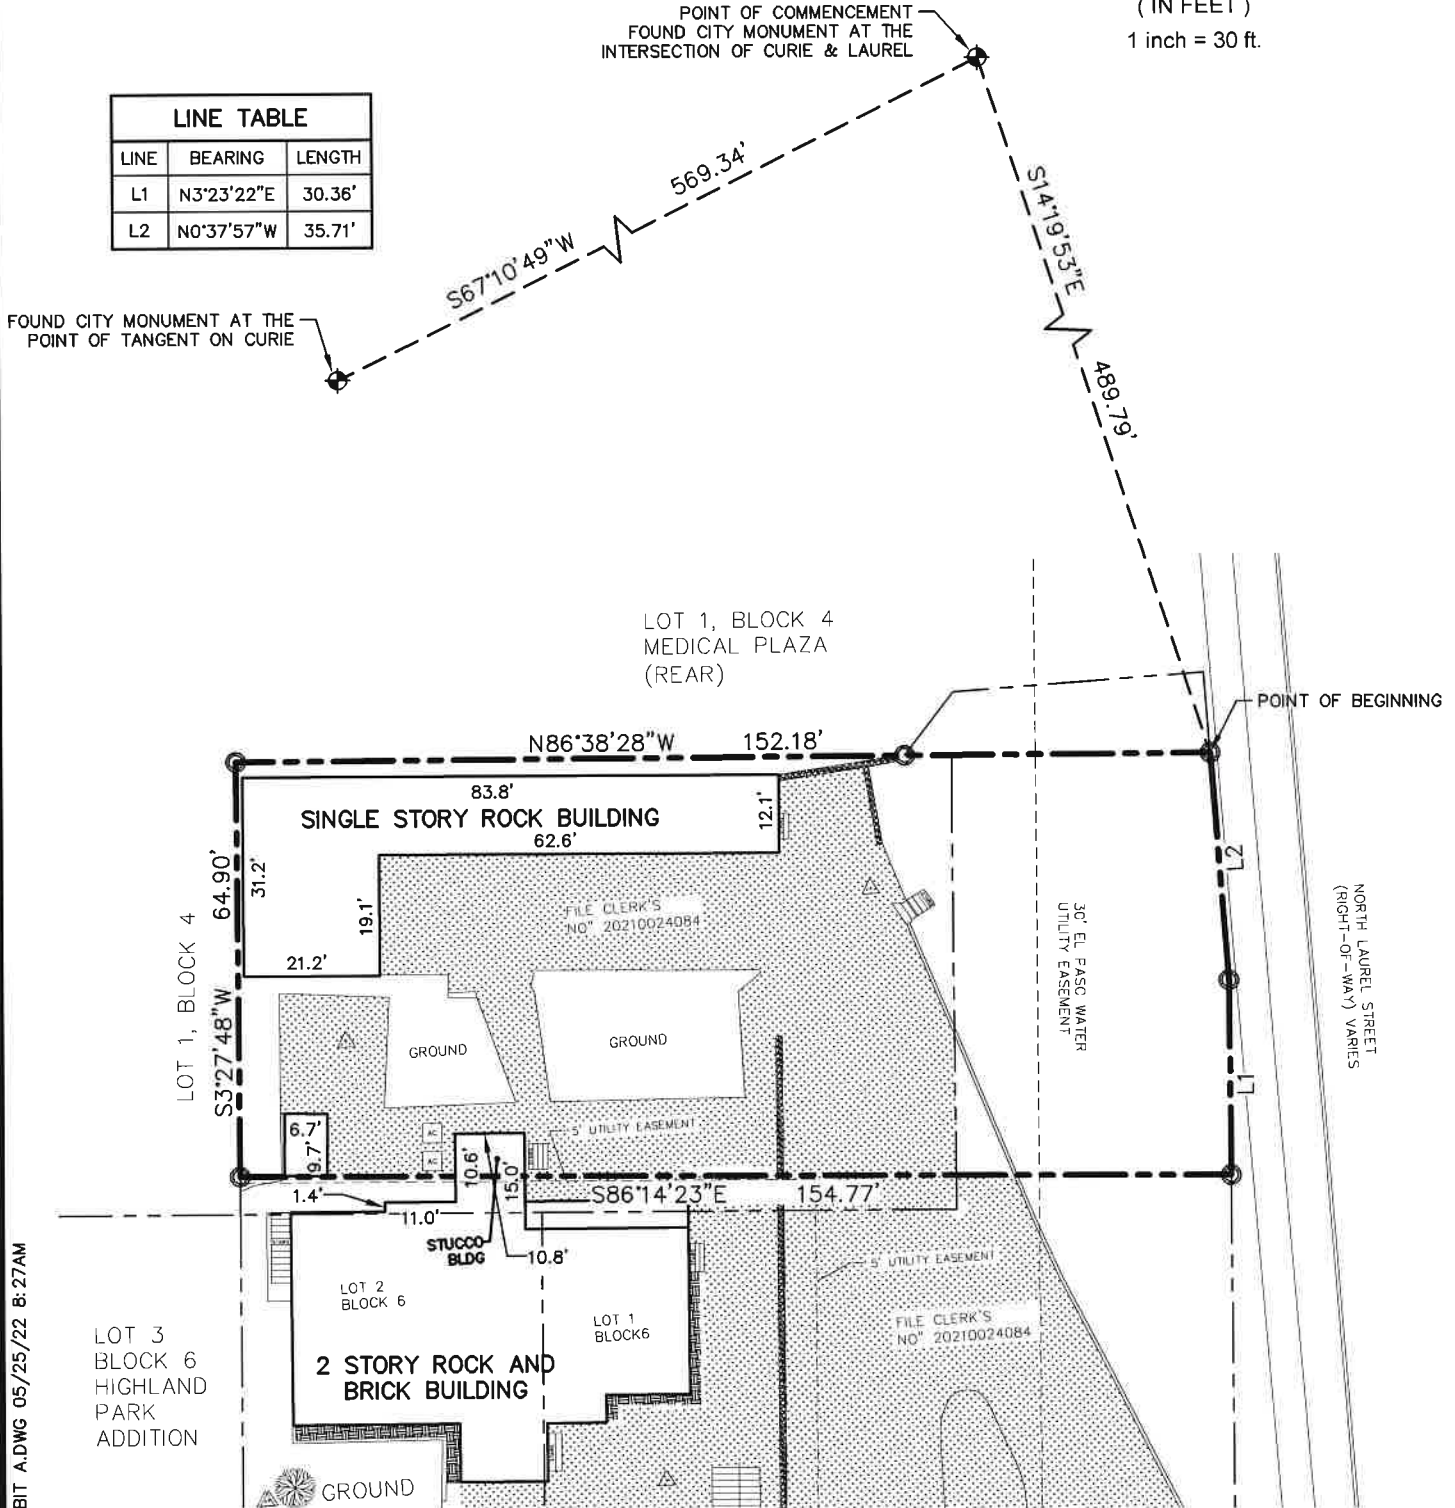 ( IN FEET )
1 inch = 30 ft.
POINT OF COMMENCEMENT
FOUND CITY MONUMENT AT THE
INTERSECTION OF CURIE & LAUREL
LINE TABLE
LINE BEARING LENGTH
L1 N3°23'22"E 30.36'
L2 N0°37'57"W 35.71'
569.34'
S67°10'49"W
S14°19'53"E
489.79'
FOUND CITY MONUMENT AT THE
POINT OF TANGENT ON CURIE
LOT 1, BLOCK 4
MEDICAL PLAZA
(REAR)
POINT OF BEGINNING
N86°38'28"W 152.18'
83.8'
SINGLE STORY ROCK BUILDING
62.6'
12.1'
31.2'
19.1'
21.2'
64.90'
S3°27'48"W
LOT 1, BLOCK 4
FILE CLERK'S
NO" 20210024084
30' EL PASO WATER
UTILITY EASEMENT
L2
L1
NORTH LAUREL STREET
(RIGHT-OF-WAY) VARIES
GROUND
GROUND
6.7'
9.7'
AC
AC
5' UTILITY EASEMENT
10.6'
15.0'
1.4'
11.0'
S86°14'23"E 154.77'
STUCCO
BLDG
10.8'
LOT 2
BLOCK 6
LOT 1
BLOCK6
5' UTILITY EASEMENT
FILE CLERK'S
NO" 20210024084
2 STORY ROCK AND
BRICK BUILDING
LOT 3
BLOCK 6
HIGHLAND
PARK
ADDITION
GROUND
BIT A.DWG 05/25/22 8:27AM